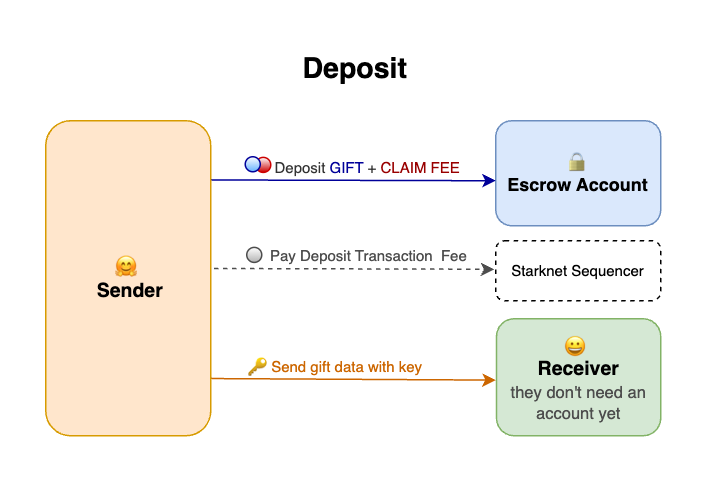 Deposit
Deposit GIFT + CLAIM FEE
Escrow Account
Pay Deposit Transaction Fee
Starknet Sequencer
Sender
Send gift data with key
Receiver
they don't need an
account yet